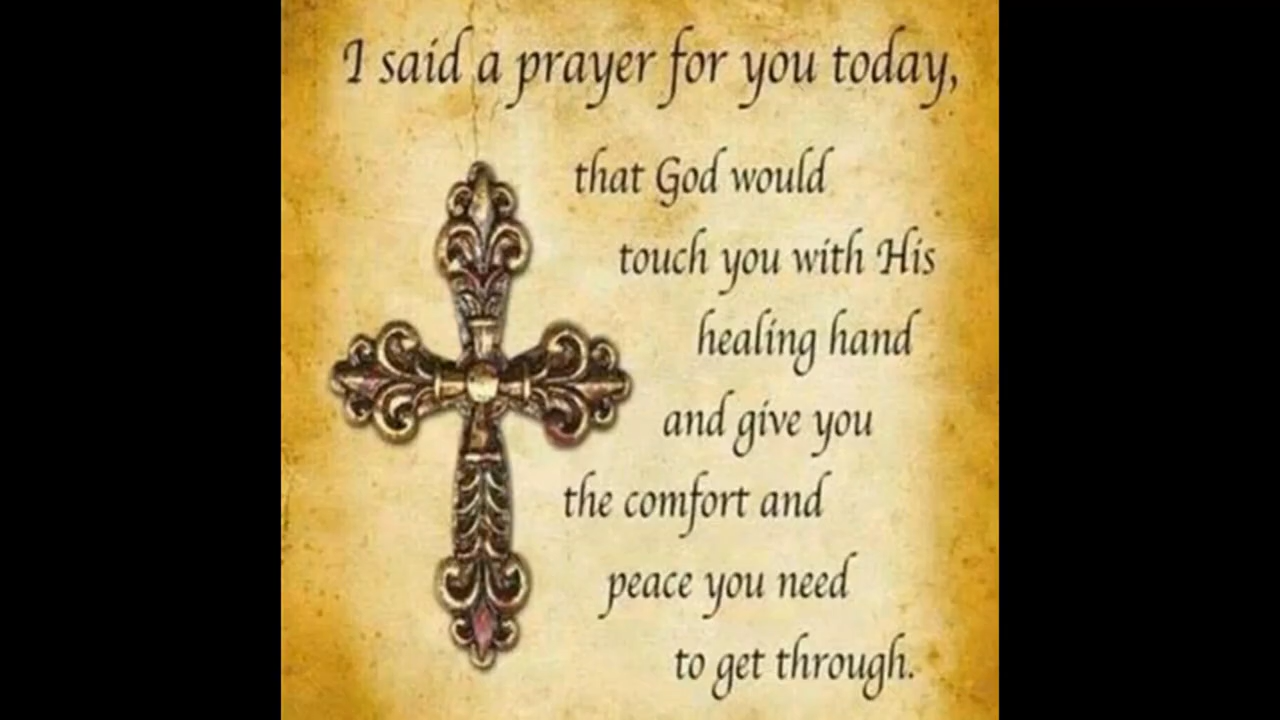 I said a prayer for you today,
that God would
touch you with His
healing hand
and give you
the comfort and
peace you need
to get through.